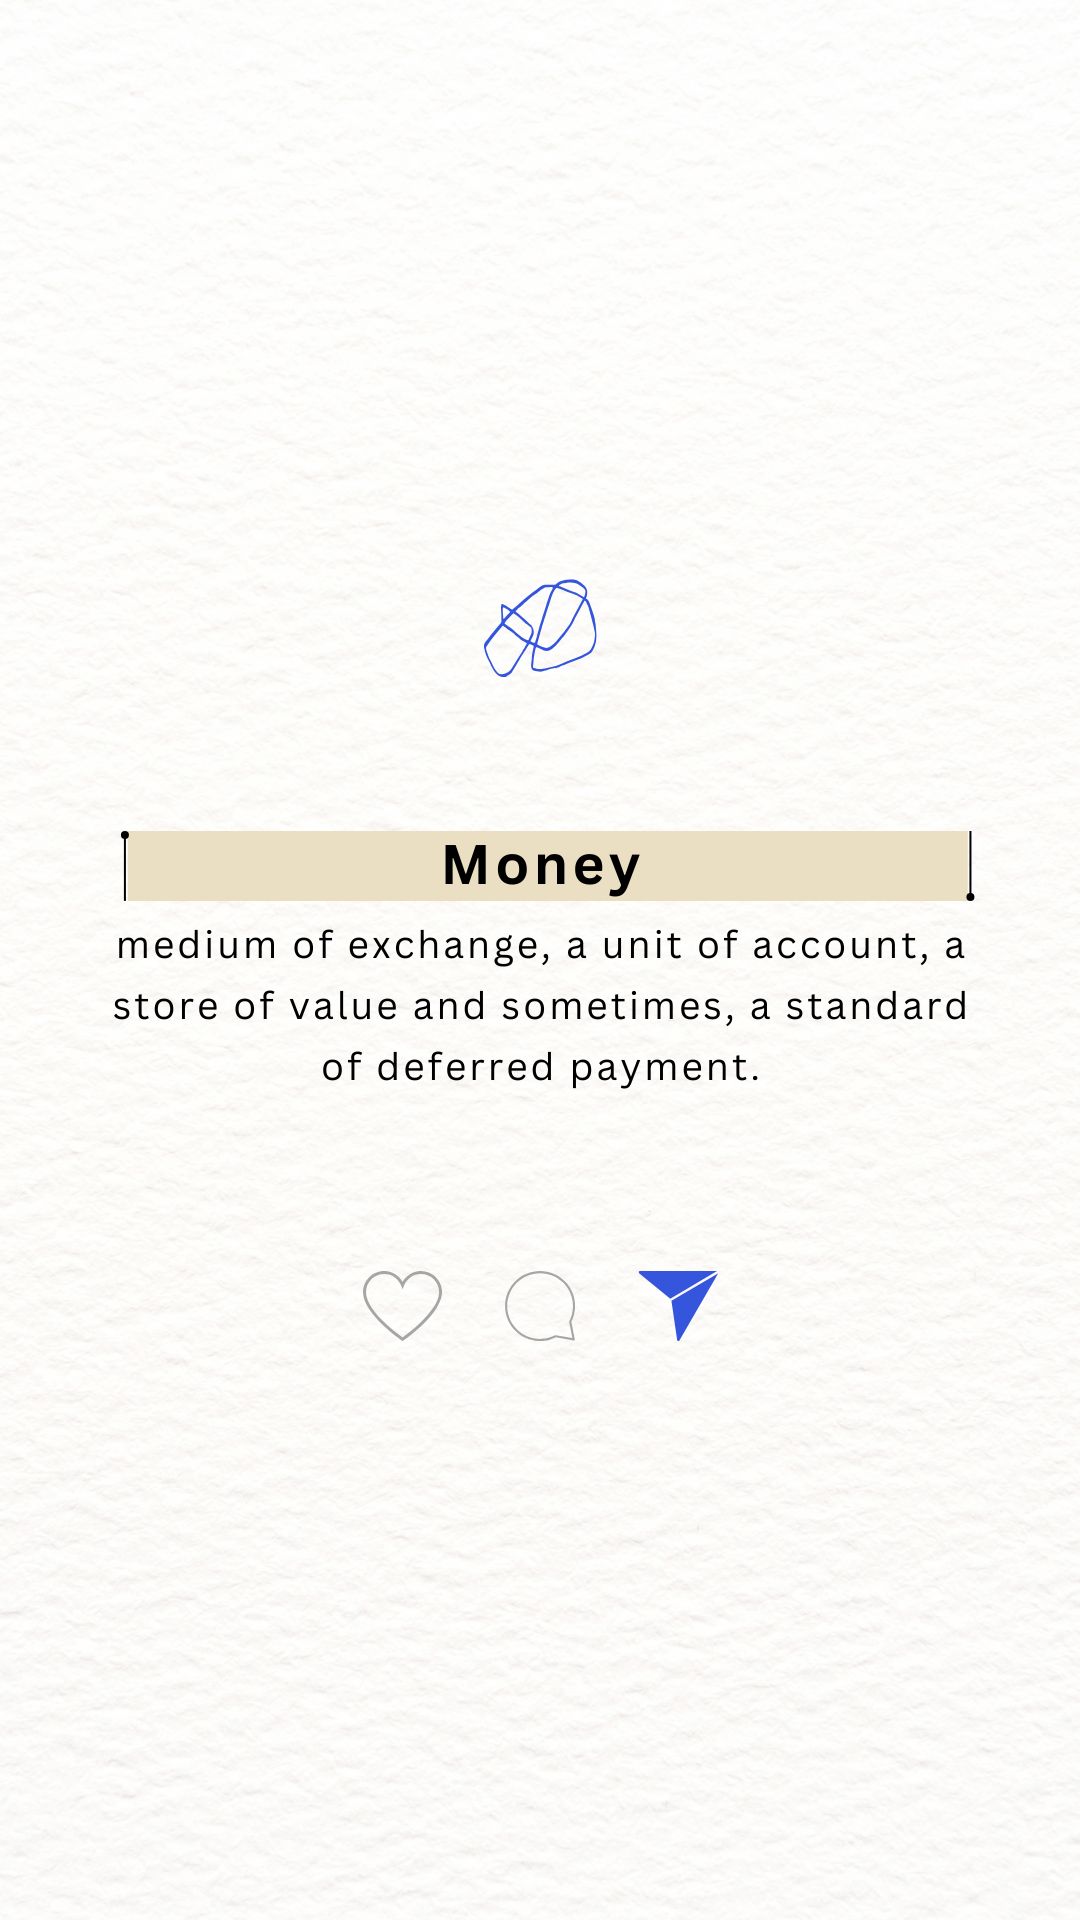 Money
medium of exchange, a unit of account, a
store of value and sometimes, a standard
of deferred payment.